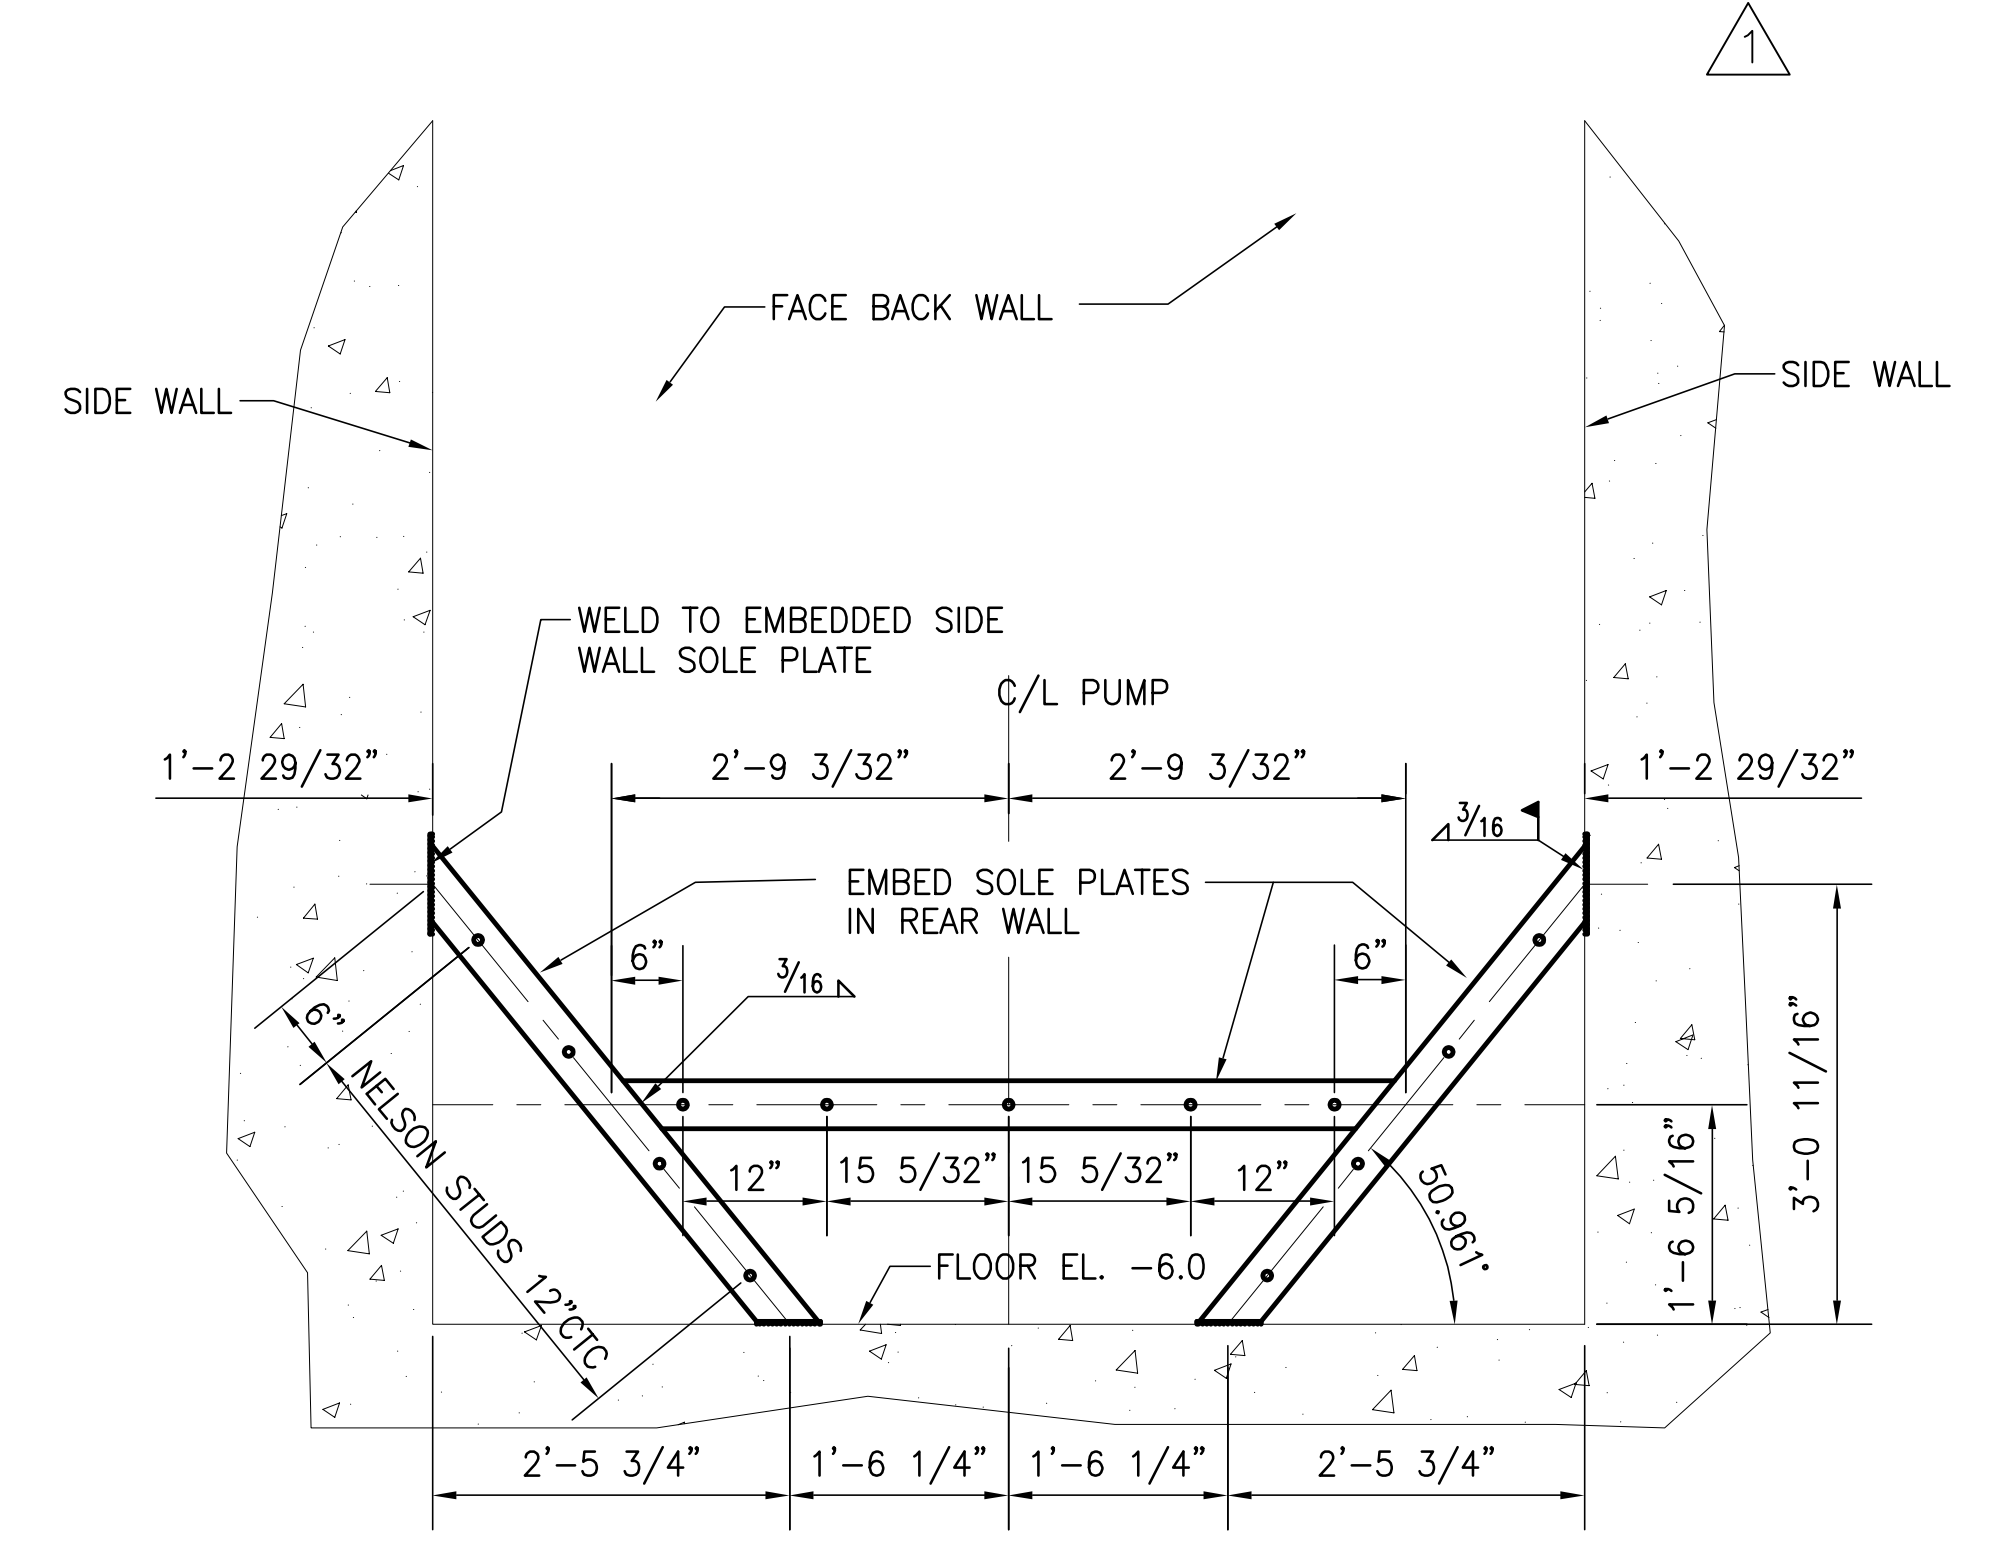 1
FACE BACK WALL
SIDE WALL
SIDE WALL
WELD TO EMBEDDED SIDE
WALL SOLE PLATE
C/L PUMP
1'-2 29/32"
2'-9 3/32"
2'-9 3/32"
1'-2 29/32"
3/16
EMBED SOLE PLATES
IN REAR WALL
6"
6"
3/16
6"
NELSON STUDS 12"CTC
12"
15 5/32"
15 5/32"
12"
50.961°
1'-6 5/16"
3'-0 11/16"
FLOOR EL. -6.0
2'-5 3/4"
1'-6 1/4"
1'-6 1/4"
2'-5 3/4"